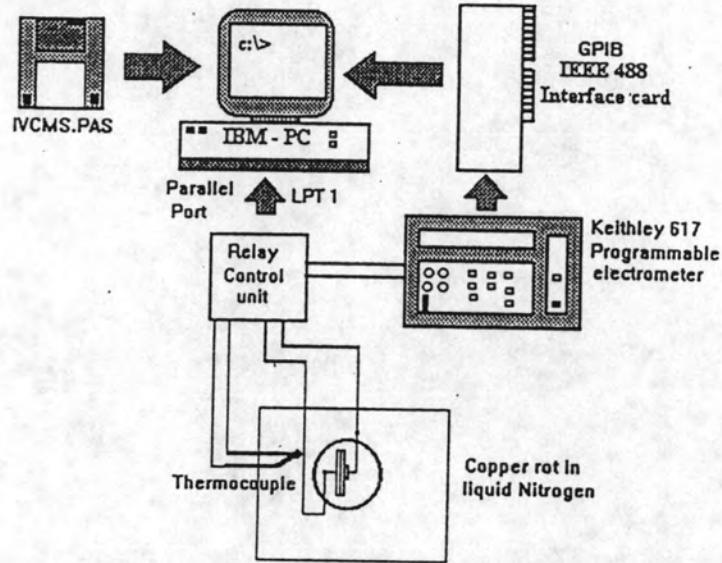 c:\>
IVCMS.PAS
IBM - PC
GPIB
IEEE 488
Interface card
Parallel
Port
LPT 1
Relay
Control
unit
Keithley 617
Programmable
electrometer
Thermocouple
Copper rot in
liquid Nitrogen